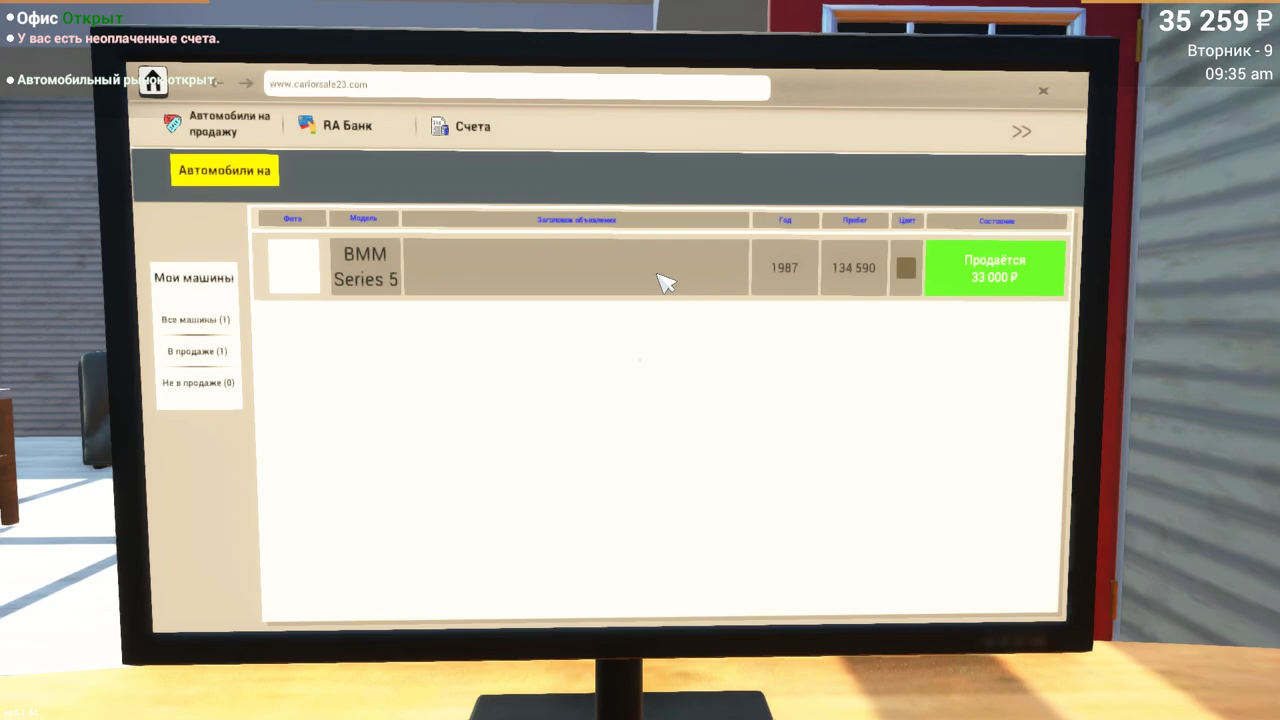 Офис Открыт
У вас есть неоплаченные счета.
Автомобильный рынок открыт.
35 259 ₽
Вторник - 9
09:35 am
www.carforsale23.com
×
Автомобили на
продажу
RA Банк
Счета
>>
Автомобили на
Фото Модель Заголовок объявления Год Пробег Цвет Состояние
BMM
Series 5
1987
134 590
Продаётся
33 000 ₽
Мои машины
Все машины (1)
В продаже (1)
Не в продаже (0)